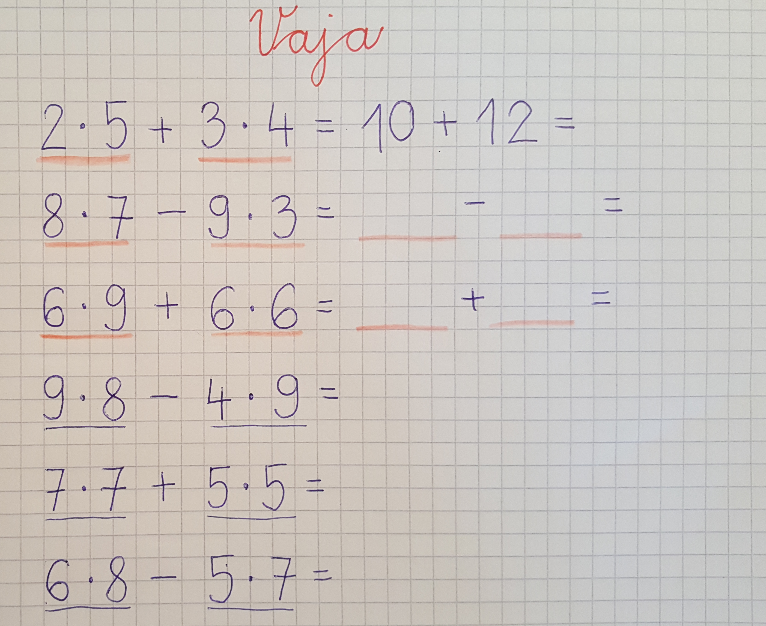 Vaja
2 · 5 + 3 · 4 = 10 + 12 =
8 · 7 - 9 · 3 = ___ - ___ =
6 · 9 + 6 · 6 = ___ + ___ =
9 · 8 - 4 · 9 =
7 · 7 + 5 · 5 =
6 · 8 - 5 · 7 =